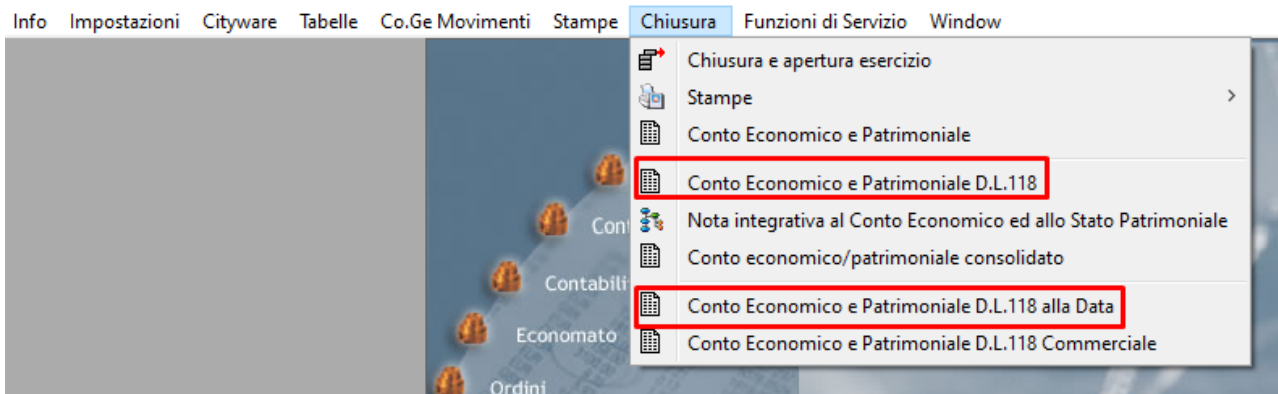 Info Impostazioni Cityware Tabelle Co.Ge Movimenti Stampe Chiusura Funzioni di Servizio Window
Chiusura e apertura esercizio
Stampe
Conto Economico e Patrimoniale
Conto Economico e Patrimoniale D.L.118
Nota integrativa al Conto Economico ed allo Stato Patrimoniale
Conto economico/patrimoniale consolidato
Conto Economico e Patrimoniale D.L.118 alla Data
Conto Economico e Patrimoniale D.L.118 Commerciale
Cont
Contabili
Economato
Ordini